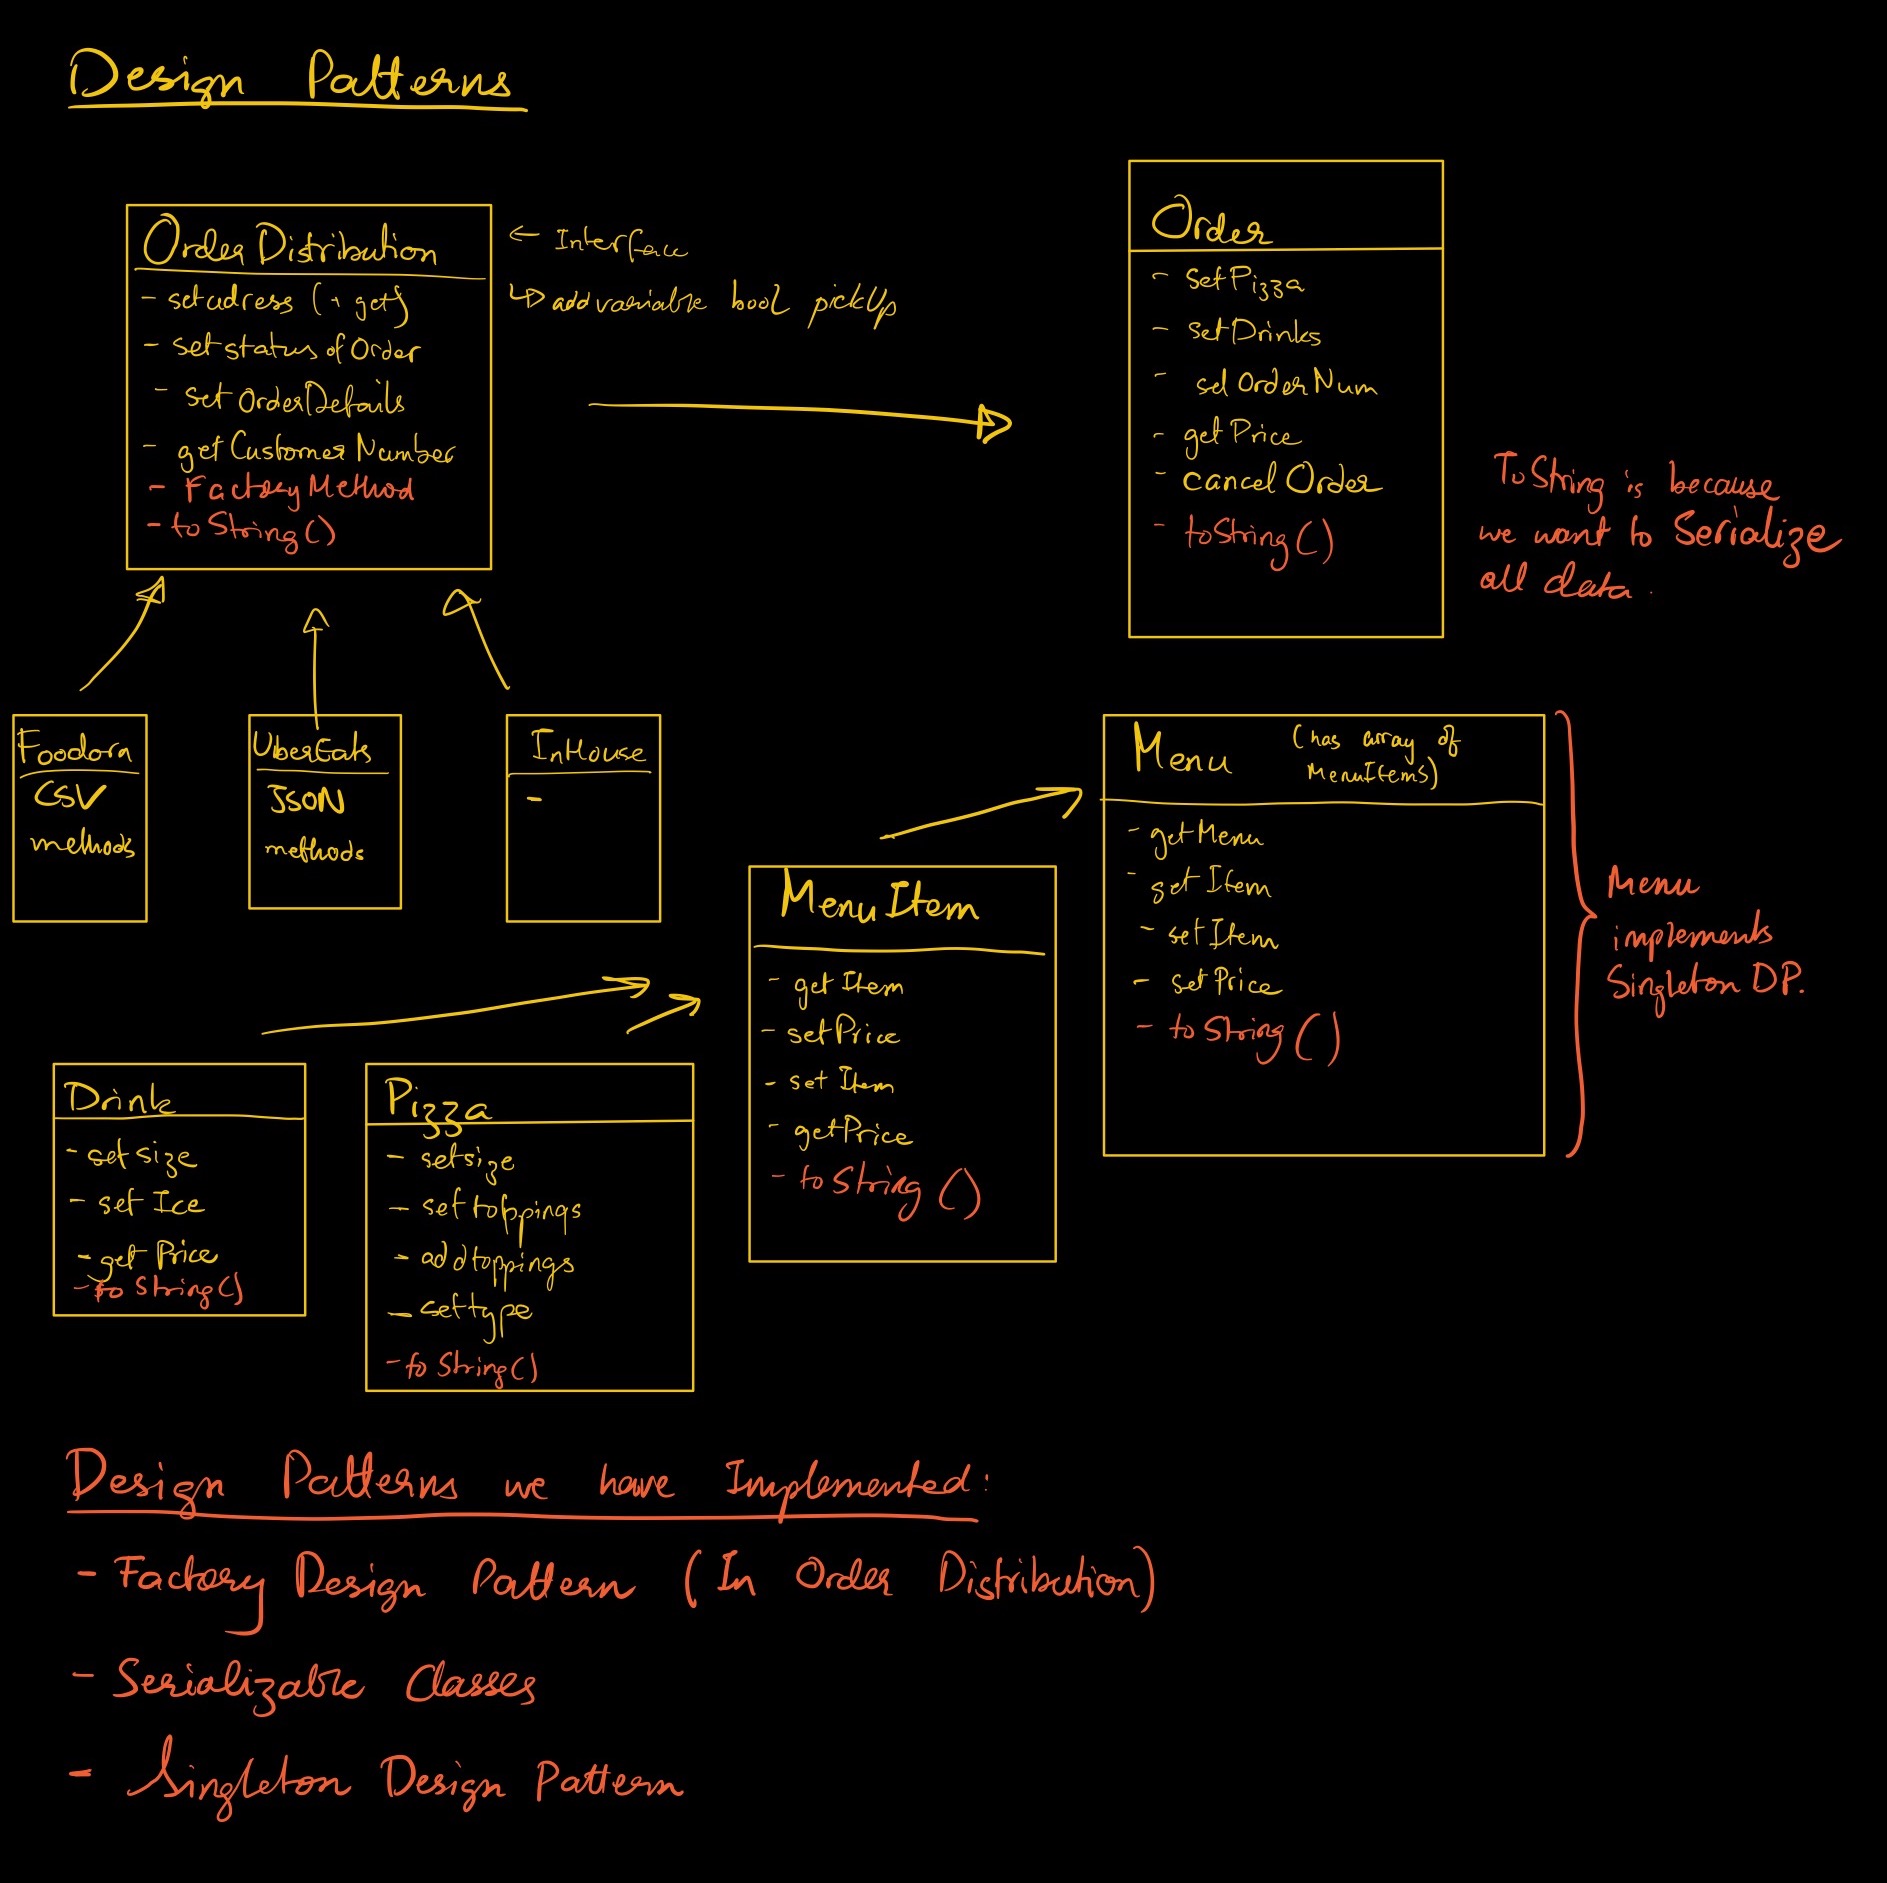 Design Patterns
Order Distribution
- setadress (+ get)
- set status of Order
- set OrderDetails
- get Customer Number
- Factory Method
- to String ()
← Interface
↳ add variable bool pickUp
Order
- set Pizza
- set Drinks
- set Order Num
- get Price
- cancel Order
- toString ()
To String is because
we want to Serialize
all data.
Foodora
CSV
methods
UberEats
JSON
methods
InHouse
-
Menu (has array of
MenuItems)
- get Menu
- get Item
- set Item
- set Price
- to String ()
Menu
implements
Singleton DP.
Menu Item
- get Item
- set Price
- set Item
- get Price
- to String ()
Drink
- set size
- set Ice
- get Price
- to String ()
Pizza
- set size
- set toppings
- add toppings
- set type
- to String ()
Design Patterns we have Implemented:
- Factory Design Pattern (In Order Distribution)
- Serializable Classes
- Singleton Design Pattern